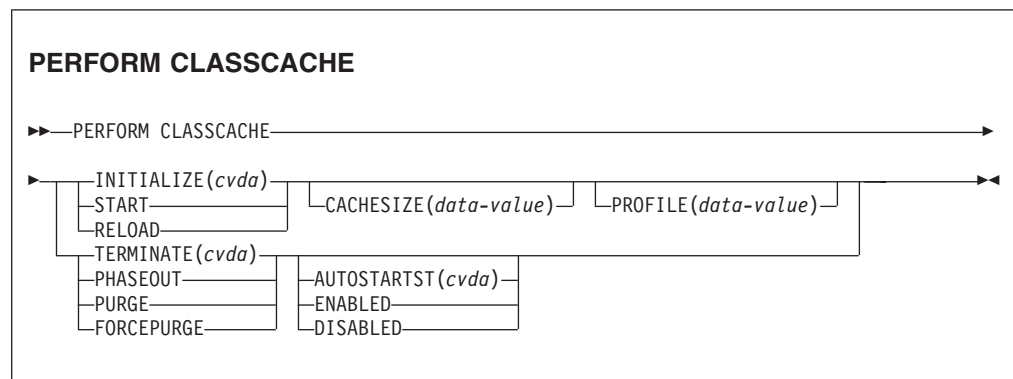 PERFORM CLASSCACHE
PERFORM CLASSCACHE
INITIALIZE(cvda)
START
RELOAD
CACHESIZE(data-value)
PROFILE(data-value)
TERMINATE(cvda)
PHASEOUT
PURGE
FORCEPURGE
AUTOSTARTST(cvda)
ENABLED
DISABLED